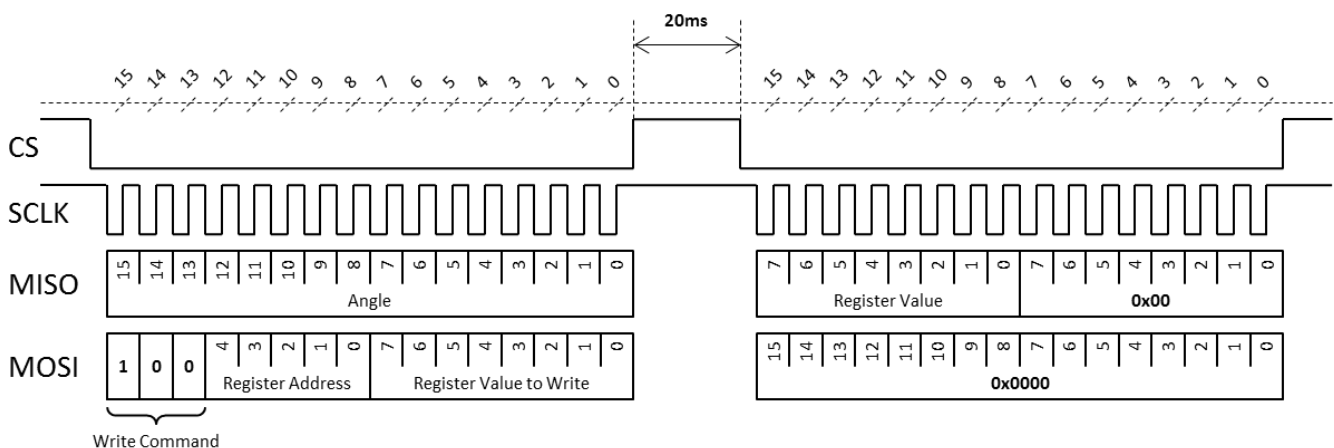 20ms
15 14 13 12 11 10 9 8 7 6 5 4 3 2 1 0 15 14 13 12 11 10 9 8 7 6 5 4 3 2 1 0
CS
SCLK
MISO 15 14 13 12 11 10 9 8 7 6 5 4 3 2 1 0 7 6 5 4 3 2 1 0 7 6 5 4 3 2 1 0
Angle Register Value 0x00
MOSI 1 0 0 4 3 2 1 0 7 6 5 4 3 2 1 0 15 14 13 12 11 10 9 8 7 6 5 4 3 2 1 0
Register Address Register Value to Write 0x0000
Write Command